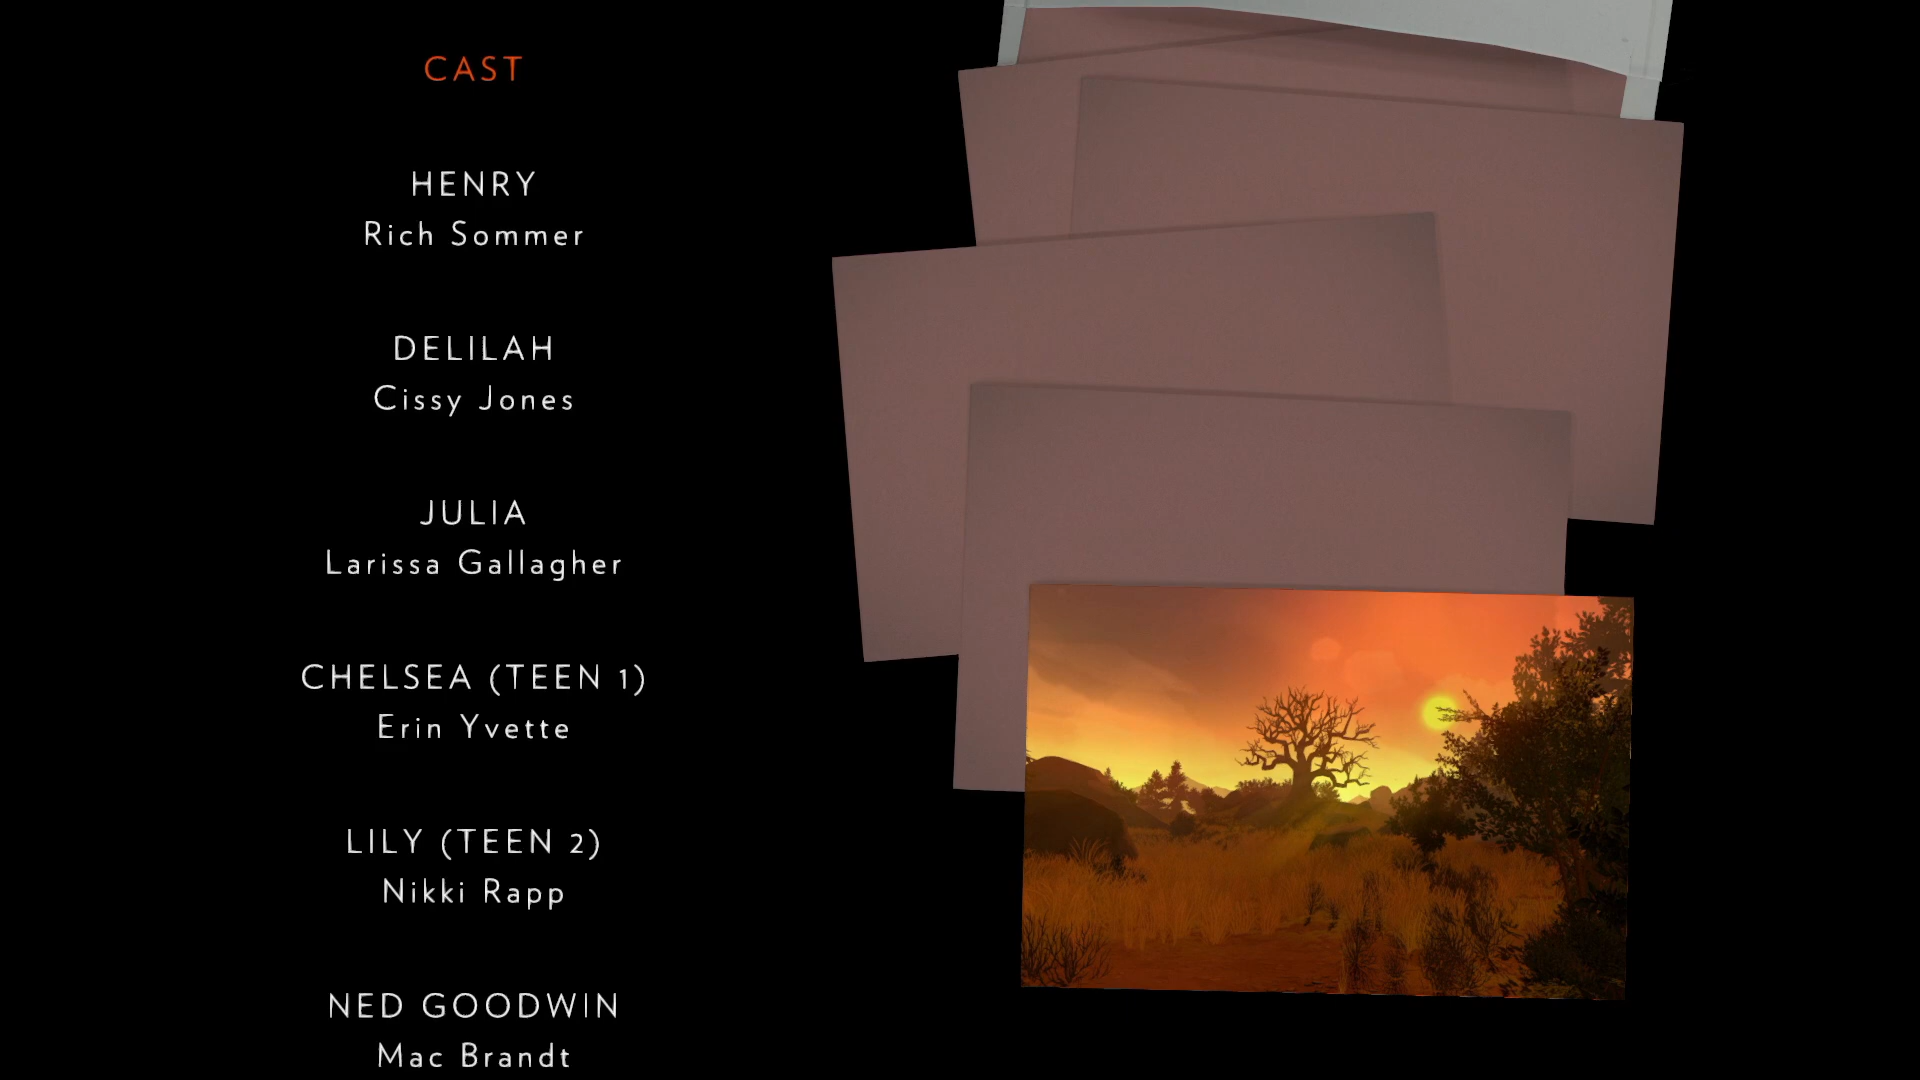 CAST
HENRY
Rich Sommer
DELILAH
Cissy Jones
JULIA
Larissa Gallagher
CHELSEA (TEEN 1)
Erin Yvette
LILY (TEEN 2)
Nikki Rapp
NED GOODWIN
Mac Brandt